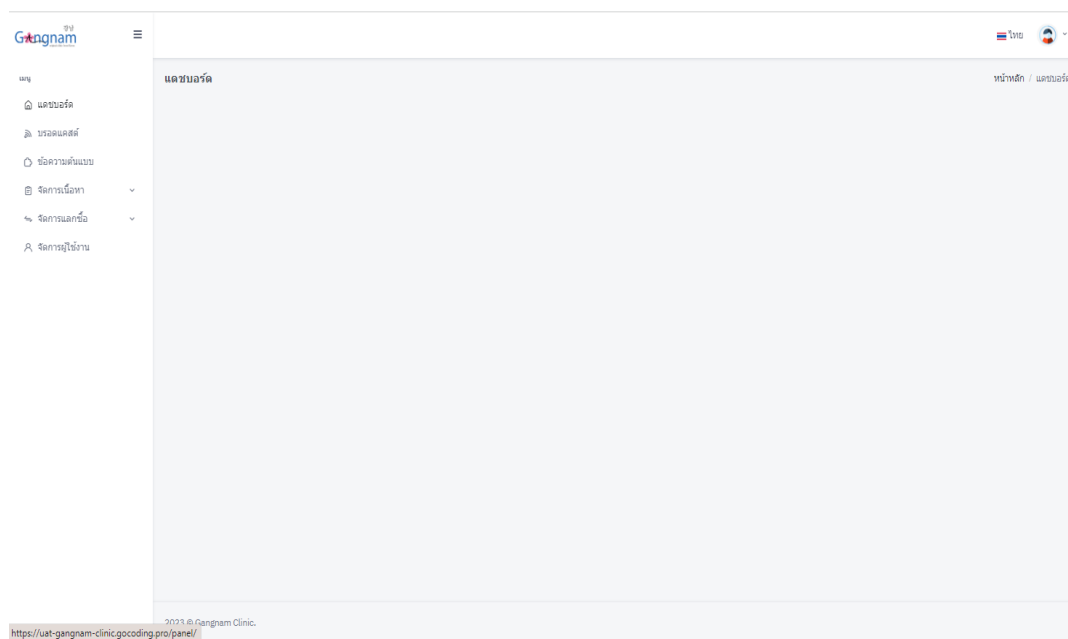 Gangnam
ไทย
เมนู
แดชบอร์ด
หน้าหลัก / แดชบอร์ด
แดชบอร์ด
บรอดแคสต์
ข้อความต้นแบบ
จัดการเนื้อหา
จัดการแลกซื้อ
จัดการผู้ใช้งาน
2023 © Gangnam Clinic.
https://uat-gangnam-clinic.gocoding.pro/panel/